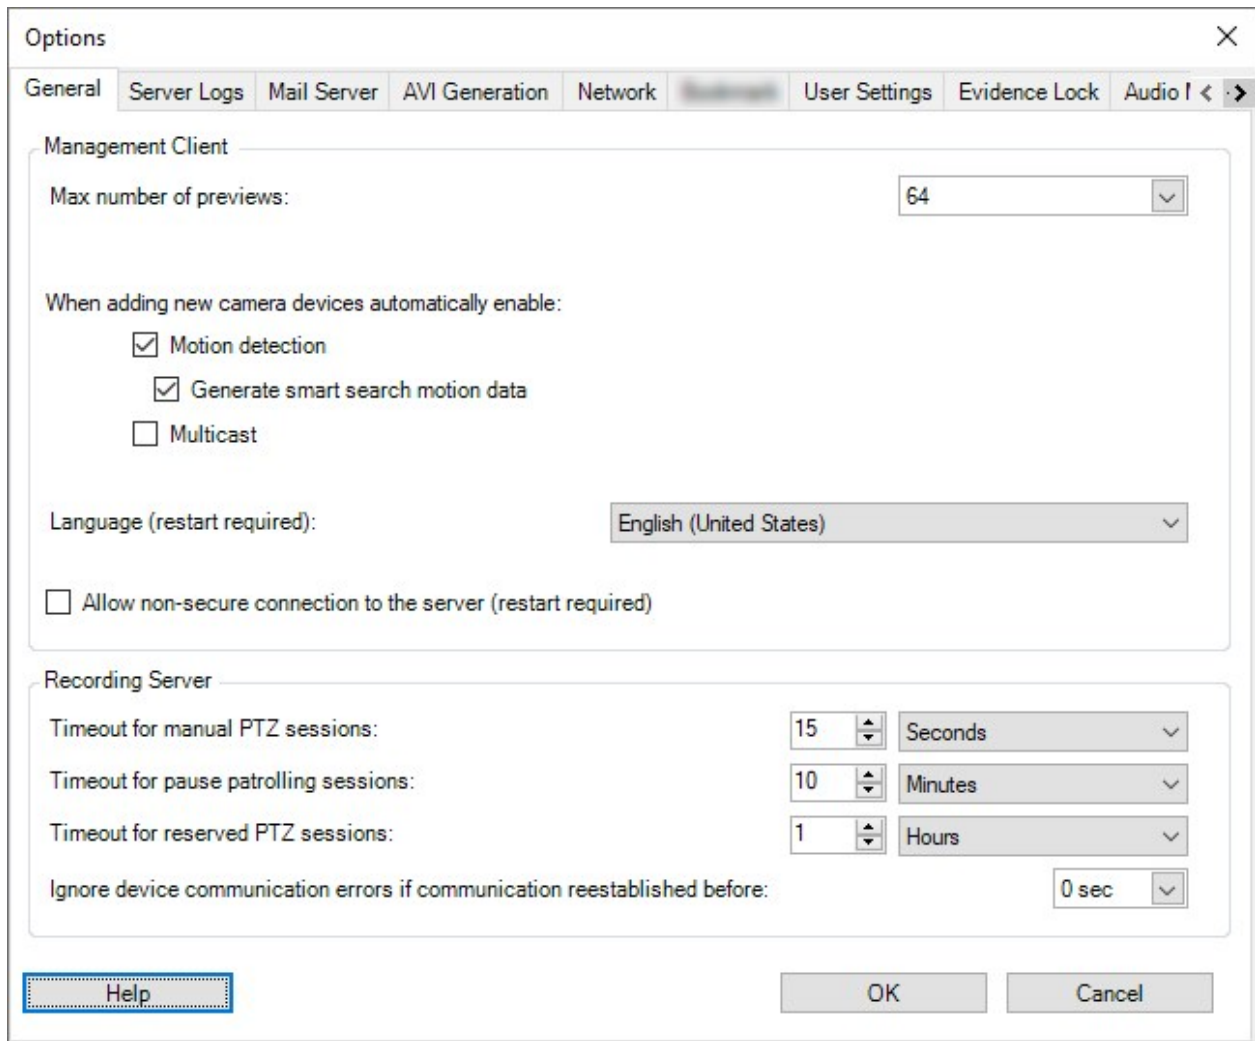 Options
General Server Logs Mail Server AVI Generation Network User Settings Evidence Lock Audio
Management Client
Max number of previews: 64
When adding new camera devices automatically enable:
Motion detection
Generate smart search motion data
Multicast
Language (restart required): English (United States)
Allow non-secure connection to the server (restart required)
Recording Server
Timeout for manual PTZ sessions: 15 Seconds
Timeout for pause patrolling sessions: 10 Minutes
Timeout for reserved PTZ sessions: 1 Hours
Ignore device communication errors if communication reestablished before: 0 sec
Help OK Cancel